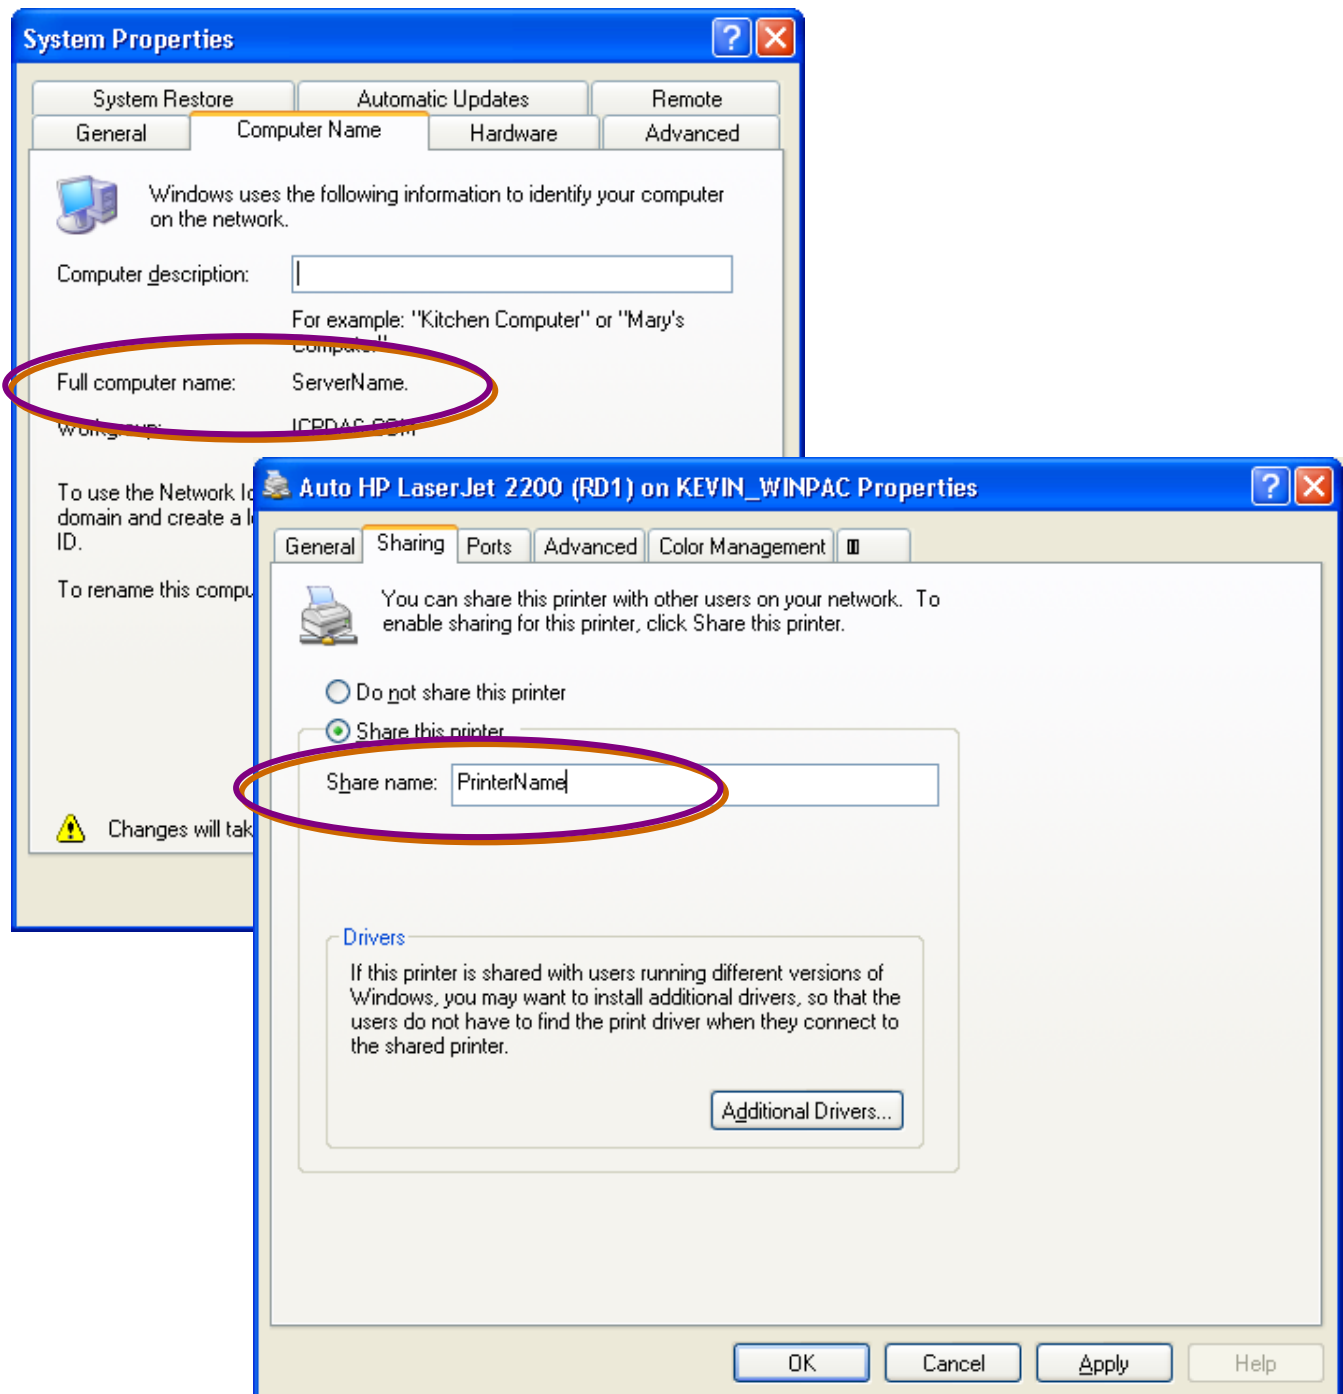 System Properties
System Restore
Automatic Updates
Remote
General
Computer Name
Hardware
Advanced
Windows uses the following information to identify your computer
on the network.
Computer description:
For example: "Kitchen Computer" or "Mary's
Computer".
Full computer name:
ServerName.
Workgroup:
ICPDAS.COM
To use the Network
domain and create a
ID.
To rename this
Changes will
Auto HP LaserJet 2200 (RD1) on KEVIN_WINPAC Properties
General
Sharing
Ports
Advanced
Color Management
You can share this printer with other users on your network. To
enable sharing for this printer, click Share this printer.
Do not share this printer
Share this printer
Share name:
PrinterName
Drivers
If this printer is shared with users running different versions of
Windows, you may want to install additional drivers, so that the
users do not have to find the print driver when they connect to
the shared printer.
Additional Drivers...
OK
Cancel
Apply
Help